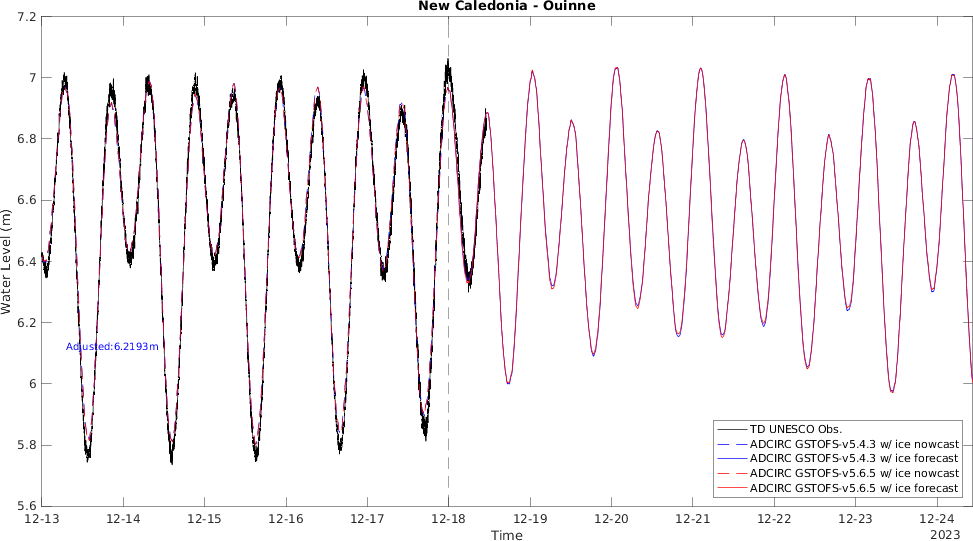 New Caledonia - Ouinne
7.2
7
6.8
6.6
6.4
6.2
6
5.8
5.6
Water Level (m)
Adjusted:6.2193m
TD UNESCO Obs.
ADCIRC GSTOFS-v5.4.3 w/ ice nowcast
ADCIRC GSTOFS-v5.4.3 w/ ice forecast
ADCIRC GSTOFS-v5.6.5 w/ ice nowcast
ADCIRC GSTOFS-v5.6.5 w/ ice forecast
12-13 12-14 12-15 12-16 12-17 12-18 12-19 12-20 12-21 12-22 12-23 12-24
Time
2023